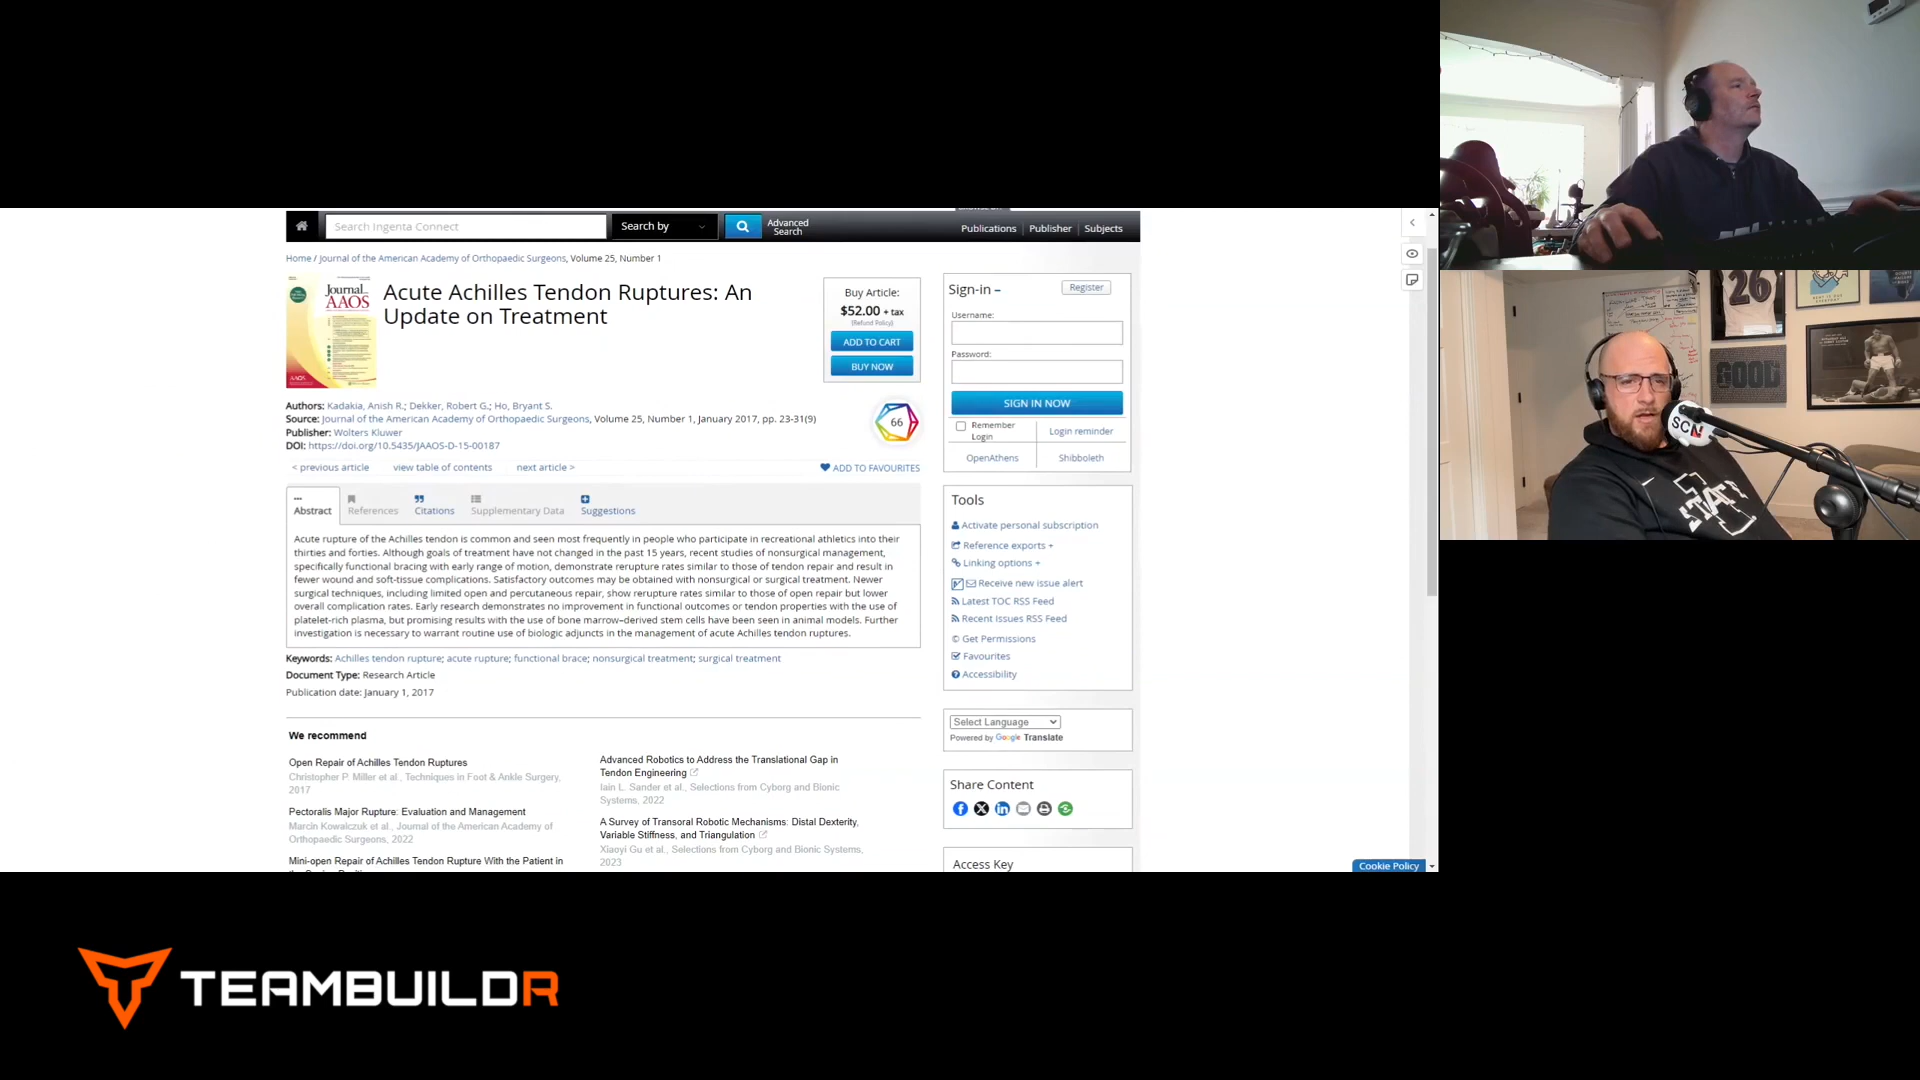 Search Ingenta Connect
Search by
Advanced
Search
Publications
Publisher
Subjects
Home / Journal of the American Academy of Orthopaedic Surgeons, Volume 25, Number 1
Journal
AAOS
AAOS
Acute Achilles Tendon Ruptures: An
Update on Treatment
Buy Article:
$52.00 + tax
(Refund Policy)
ADD TO CART
BUY NOW
Authors: Kadakia, Anish R.; Dekker, Robert G.; Ho, Bryant S.
Source: Journal of the American Academy of Orthopaedic Surgeons, Volume 25, Number 1, January 2017, pp. 23-31(9)
Publisher: Wolters Kluwer
DOI: https://doi.org/10.5435/JAAOS-D-15-00187
66
< previous article
view table of contents
next article >
ADD TO FAVOURITES
Abstract
References
Citations
Supplementary Data
Suggestions
Acute rupture of the Achilles tendon is common and seen most frequently in people who participate in recreational athletics into their
thirties and forties. Although goals of treatment have not changed in the past 15 years, recent studies of nonsurgical management,
specifically functional bracing with early range of motion, demonstrate rerupture rates similar to those of tendon repair and result in
fewer wound and soft-tissue complications. Satisfactory outcomes may be obtained with nonsurgical or surgical treatment. Newer
surgical techniques, including limited open and percutaneous repair, show rerupture rates similar to those of open repair but lower
overall complication rates. Early research demonstrates no improvement in functional outcomes or tendon properties with the use of
platelet-rich plasma, but promising results with the use of bone marrow–derived stem cells have been seen in animal models. Further
investigation is necessary to warrant routine use of biologic adjuncts in the management of acute Achilles tendon ruptures.
Keywords: Achilles tendon rupture; acute rupture; functional brace; nonsurgical treatment; surgical treatment
Document Type: Research Article
Publication date: January 1, 2017
We recommend
Open Repair of Achilles Tendon Ruptures
Christopher P. Miller et al., Techniques in Foot & Ankle Surgery,
2017
Pectoralis Major Rupture: Evaluation and Management
Marcin Kowalczuk et al., Journal of the American Academy of
Orthopaedic Surgeons, 2022
Mini-open Repair of Achilles Tendon Rupture With the Patient in
Advanced Robotics to Address the Translational Gap in
Tendon Engineering
Iain L. Sander et al., Selections from Cyborg and Bionic
Systems, 2022
A Survey of Transoral Robotic Mechanisms: Distal Dexterity,
Variable Stiffness, and Triangulation
Xiaoyi Gu et al., Selections from Cyborg and Bionic Systems,
2023
Sign-in –
Register
Username:
Password:
SIGN IN NOW
Remember
Login
Login reminder
OpenAthens
Shibboleth
Tools
Activate personal subscription
Reference exports +
Linking options +
Receive new issue alert
Latest TOC RSS Feed
Recent Issues RSS Feed
© Get Permissions
Favourites
Accessibility
Select Language
Powered by Google Translate
Share Content
Access Key
Cookie Policy
26
SCN
STATE
TEAMBUILDR